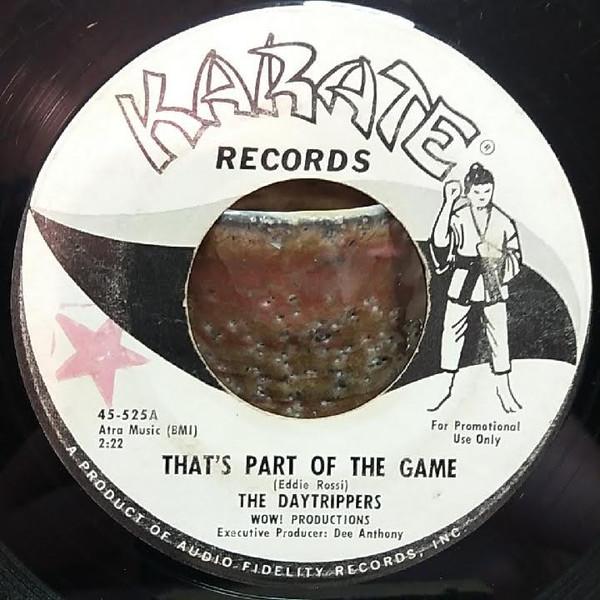 KARATE ®
RECORDS
45-525A
Atra Music (BMI)
2:22
For Promotional
Use Only
THAT'S PART OF THE GAME
(Eddie Rossi)
THE DAYTRIPPERS
WOW! PRODUCTIONS
Executive Producer: Dee Anthony
A PRODUCT OF AUDIO FIDELITY RECORDS, INC.